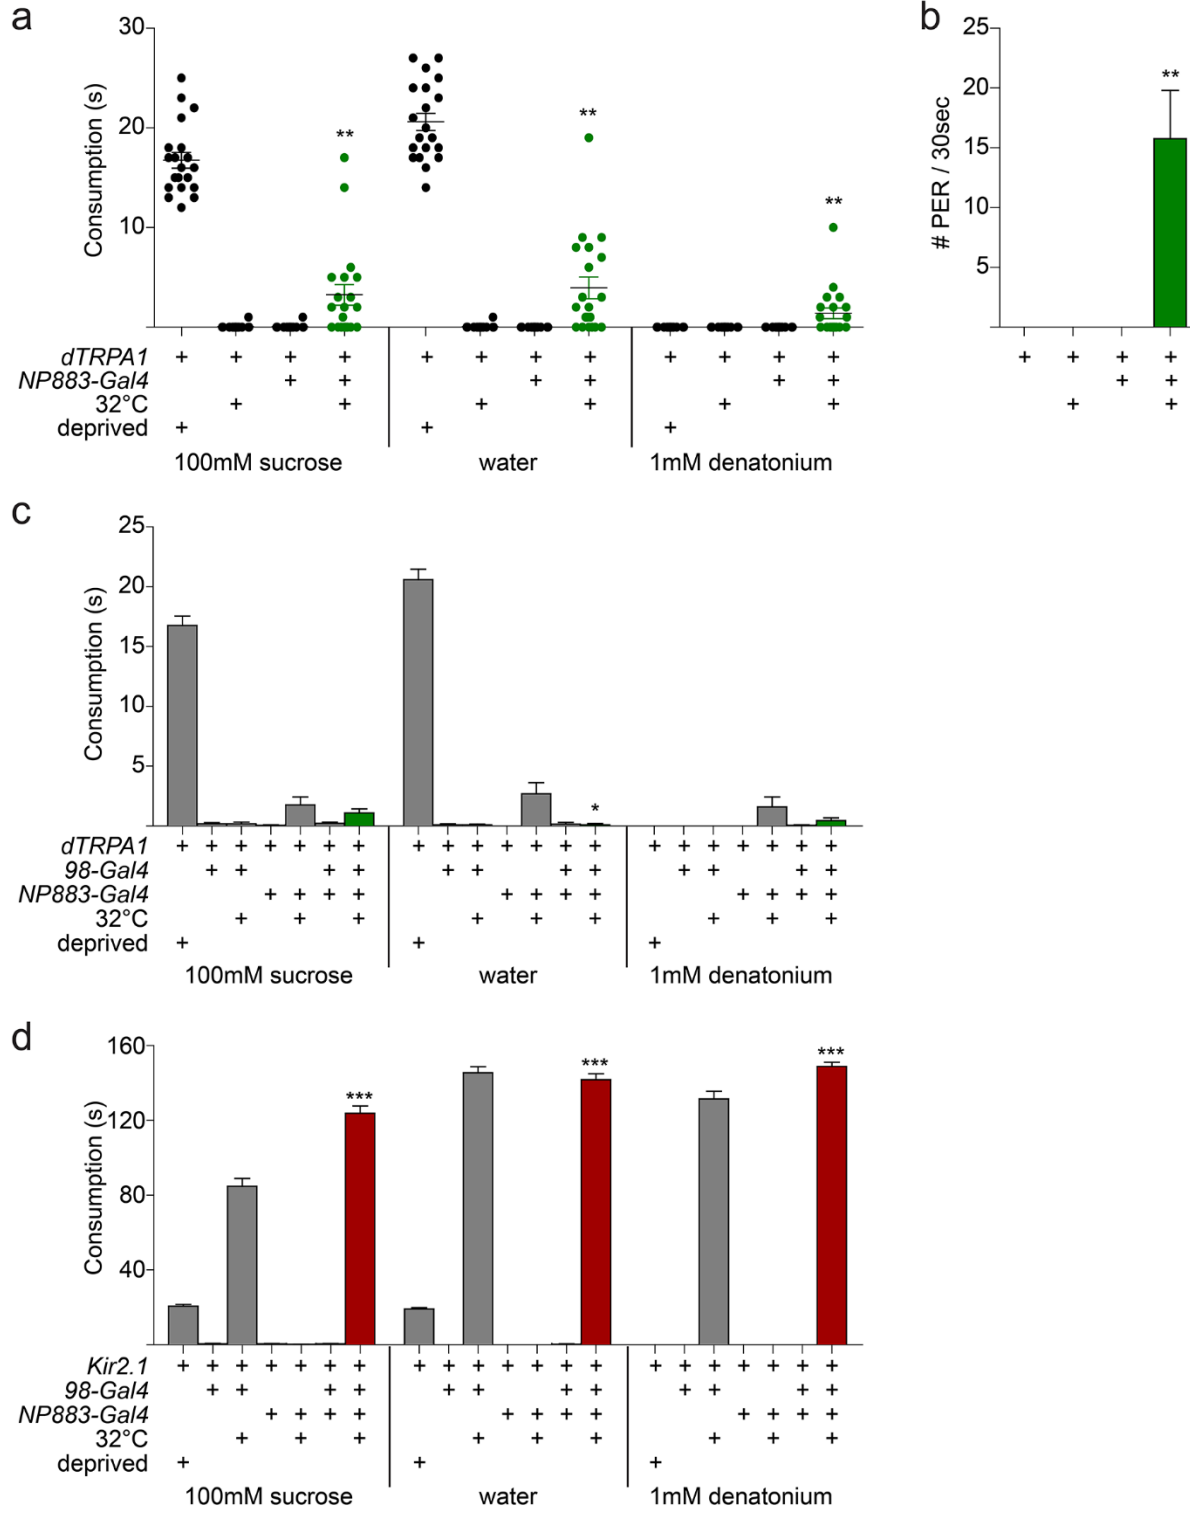 a
30
20
10
Consumption (s)
**
**
**
dTRPA1 + + + + + + + + + + + +
NP883-Gal4 + + + + + +
32°C + + + + + +
deprived + + +
100mM sucrose water 1mM denatonium
b
25
20
15
10
5
# PER / 30sec
**
+ + + +
+ +
+ +
c
25
20
15
10
5
Consumption (s)
*
dTRPA1 + + + + + + + + + + + + + + + + + + + + +
98-Gal4 + + + + + + + + + + + +
NP883-Gal4 + + + + + + + + + + + +
32°C + + + + + + + + +
deprived + + +
100mM sucrose water 1mM denatonium
d
160
120
80
40
Consumption (s)
***
***
***
Kir2.1 + + + + + + + + + + + + + + + + + + + + +
98-Gal4 + + + + + + + + + + + +
NP883-Gal4 + + + + + + + + + + + +
32°C + + + + + + + + +
deprived + + +
100mM sucrose water 1mM denatonium